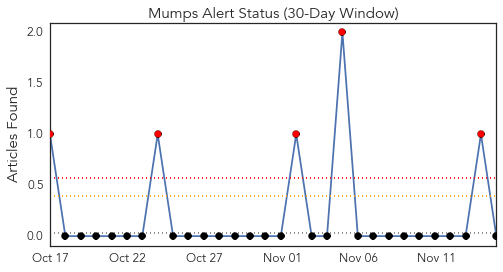 Mumps Alert Status (30-Day Window)
Articles Found
2.0
1.5
1.0
0.5
0.0
Oct 17 Oct 22 Oct 27 Nov 01 Nov 06 Nov 11